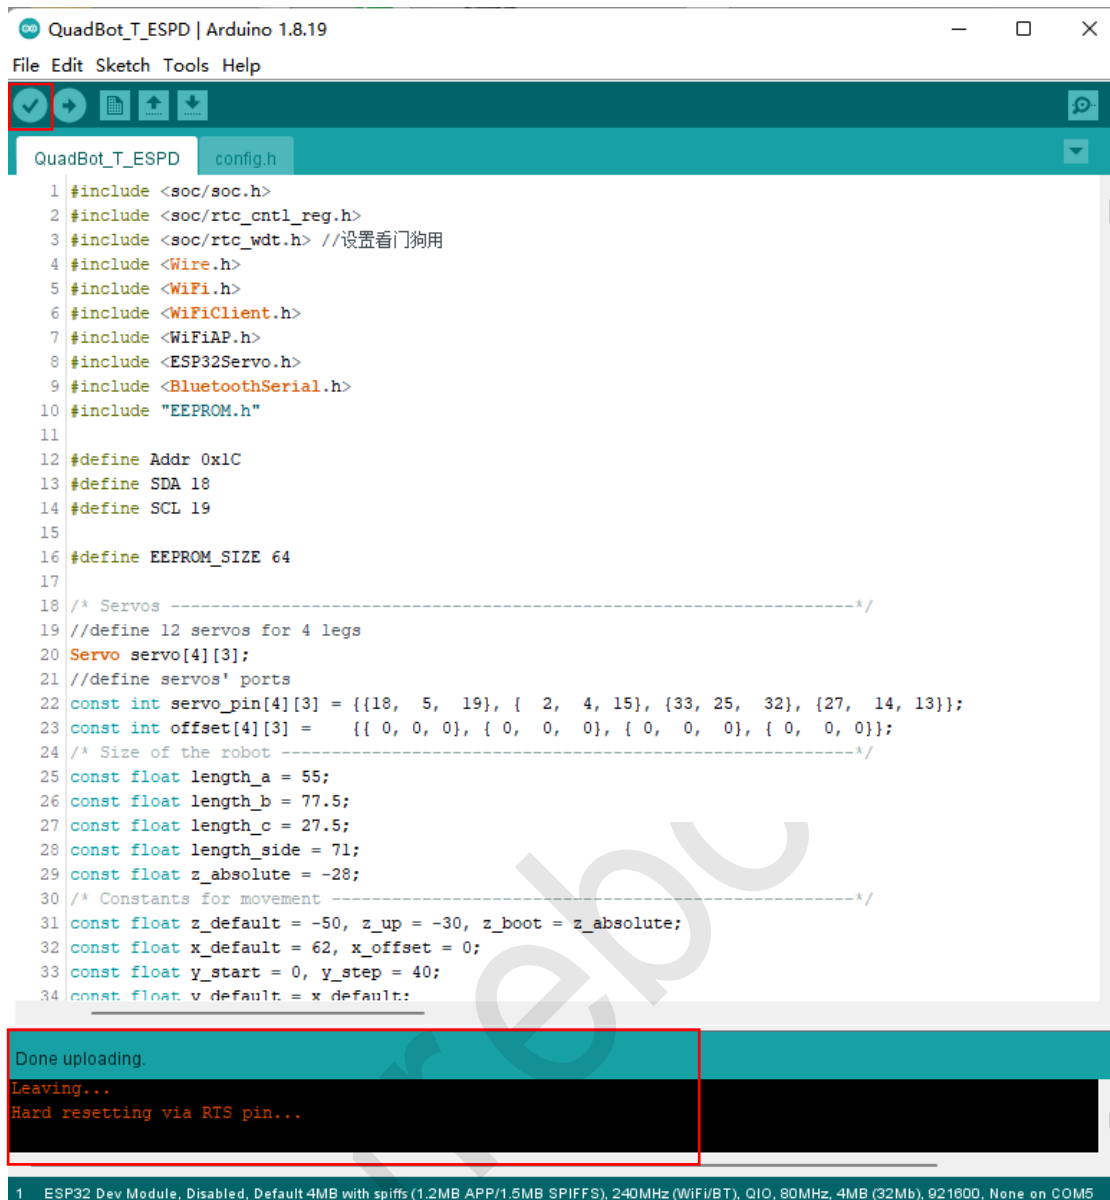 QuadBot_T_ESPD | Arduino 1.8.19
File Edit Sketch Tools Help
QuadBot_T_ESPD config.h
1 #include <soc/soc.h>
2 #include <soc/rtc_cntl_reg.h>
3 #include <soc/rtc_wdt.h> //设置看门狗用
4 #include <Wire.h>
5 #include <WiFi.h>
6 #include <WiFiClient.h>
7 #include <WiFiAP.h>
8 #include <ESP32Servo.h>
9 #include <BluetoothSerial.h>
10 #include "EEPROM.h"
11
12 #define Addr 0x1C
13 #define SDA 18
14 #define SCL 19
15
16 #define EEPROM_SIZE 64
17
18 /* Servos --------------------------------------------------------------------*/
19 //define 12 servos for 4 legs
20 Servo servo[4][3];
21 //define servos' ports
22 const int servo_pin[4][3] = {{18, 5, 19}, { 2, 4, 15}, {33, 25, 32}, {27, 14, 13}};
23 const int offset[4][3] = {{ 0, 0, 0}, { 0, 0, 0}, { 0, 0, 0}, { 0, 0, 0}};
24 /* Size of the robot ---------------------------------------------------------*/
25 const float length_a = 55;
26 const float length_b = 77.5;
27 const float length_c = 27.5;
28 const float length_side = 71;
29 const float z_absolute = -28;
30 /* Constants for movement ----------------------------------------------------*/
31 const float z_default = -50, z_up = -30, z_boot = z_absolute;
32 const float x_default = 62, x_offset = 0;
33 const float y_start = 0, y_step = 40;
34 const float y_default = x_default;
Done uploading.
Leaving...
Hard resetting via RTS pin...
1 ESP32 Dev Module, Disabled, Default 4MB with spiffs (1.2MB APP/1.5MB SPIFFS), 240MHz (WiFi/BT), QIO, 80MHz, 4MB (32Mb), 921600, None on COM5